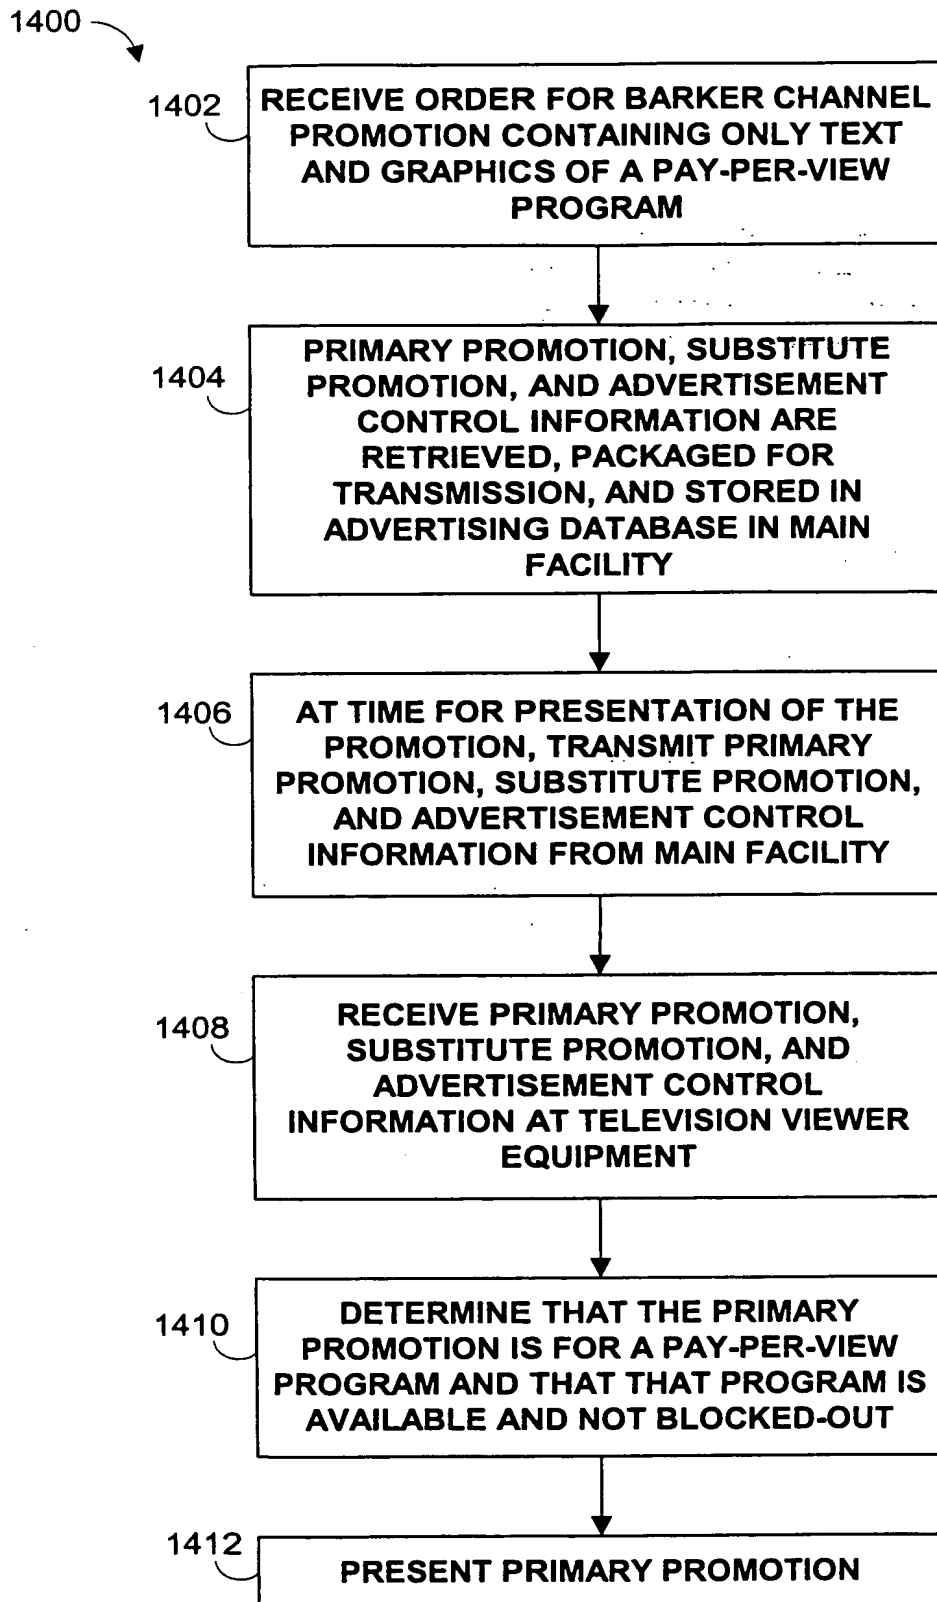 1400
1402
RECEIVE ORDER FOR BARKER CHANNEL
PROMOTION CONTAINING ONLY TEXT
AND GRAPHICS OF A PAY-PER-VIEW
PROGRAM
1404
PRIMARY PROMOTION, SUBSTITUTE
PROMOTION, AND ADVERTISEMENT
CONTROL INFORMATION ARE
RETRIEVED, PACKAGED FOR
TRANSMISSION, AND STORED IN
ADVERTISING DATABASE IN MAIN
FACILITY
1406
AT TIME FOR PRESENTATION OF THE
PROMOTION, TRANSMIT PRIMARY
PROMOTION, SUBSTITUTE PROMOTION,
AND ADVERTISEMENT CONTROL
INFORMATION FROM MAIN FACILITY
1408
RECEIVE PRIMARY PROMOTION,
SUBSTITUTE PROMOTION, AND
ADVERTISEMENT CONTROL
INFORMATION AT TELEVISION VIEWER
EQUIPMENT
1410
DETERMINE THAT THE PRIMARY
PROMOTION IS FOR A PAY-PER-VIEW
PROGRAM AND THAT THAT PROGRAM IS
AVAILABLE AND NOT BLOCKED-OUT
1412
PRESENT PRIMARY PROMOTION